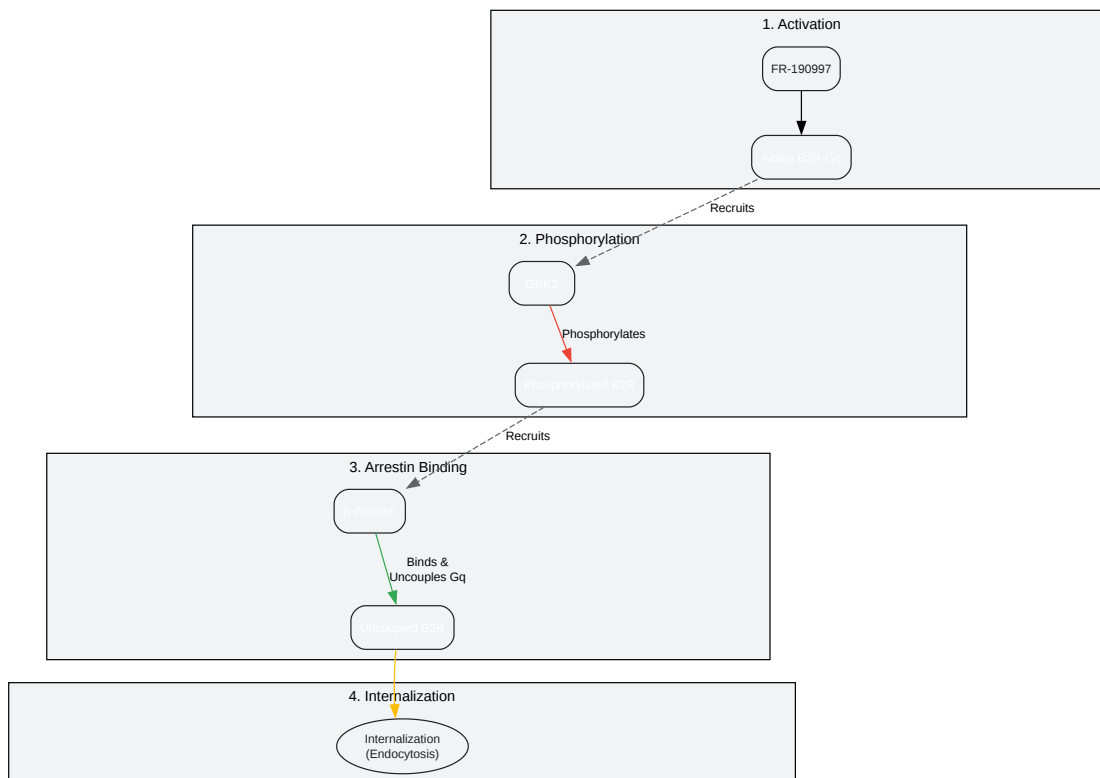 1. Activation
FR-190997
Active B2R-Gq
Recruits
2. Phosphorylation
GRK2
Phosphorylates
Phosphorylated B2R
Recruits
3. Arrestin Binding
β-Arrestin
Binds &
Uncouples Gq
Uncoupled B2R
4. Internalization
Internalization
(Endocytosis)